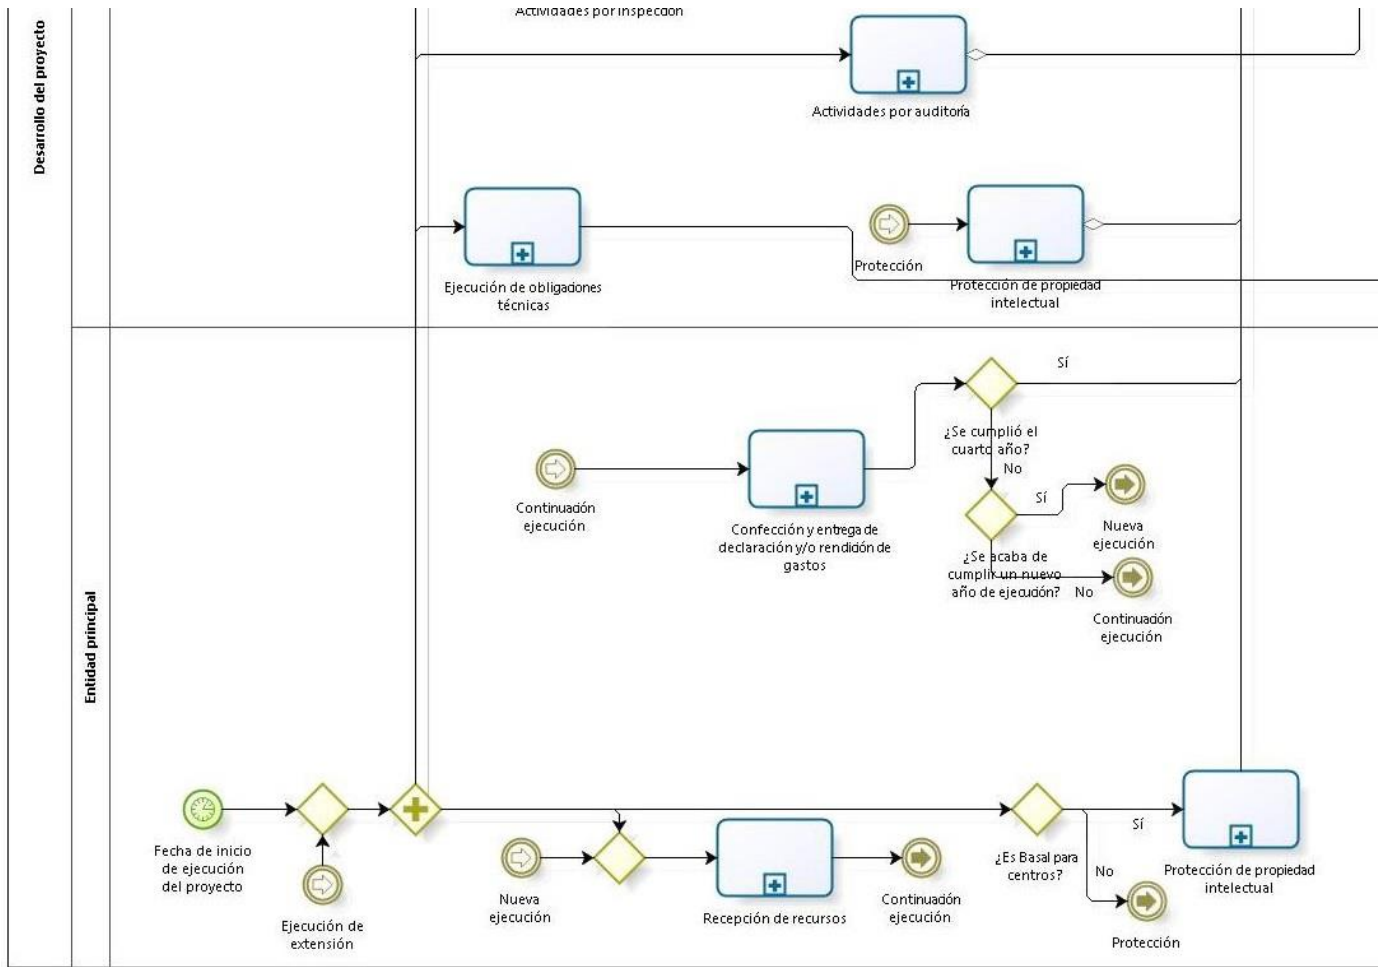 Actividades por inspección
Desarrollo del proyecto
Actividades por auditoría
Protección
Ejecución de obligaciones
técnicas
Protección de propiedad
intelectual
Entidad principal
Sí
¿Se cumplió el
cuarto año?
No
Continuación
ejecución
Sí
Confección y entrega de
declaración y/o rendición de
gastos
Nueva
ejecución
¿Se acaba de
cumplir un nuevo
año de ejecución?
No
Continuación
ejecución
Fecha de inicio
de ejecución
del proyecto
Ejecución de
extensión
Nueva
ejecución
Recepción de recursos
Continuación
ejecución
¿Es Basal para
centros?
Sí
No
Protección de propiedad
intelectual
Protección